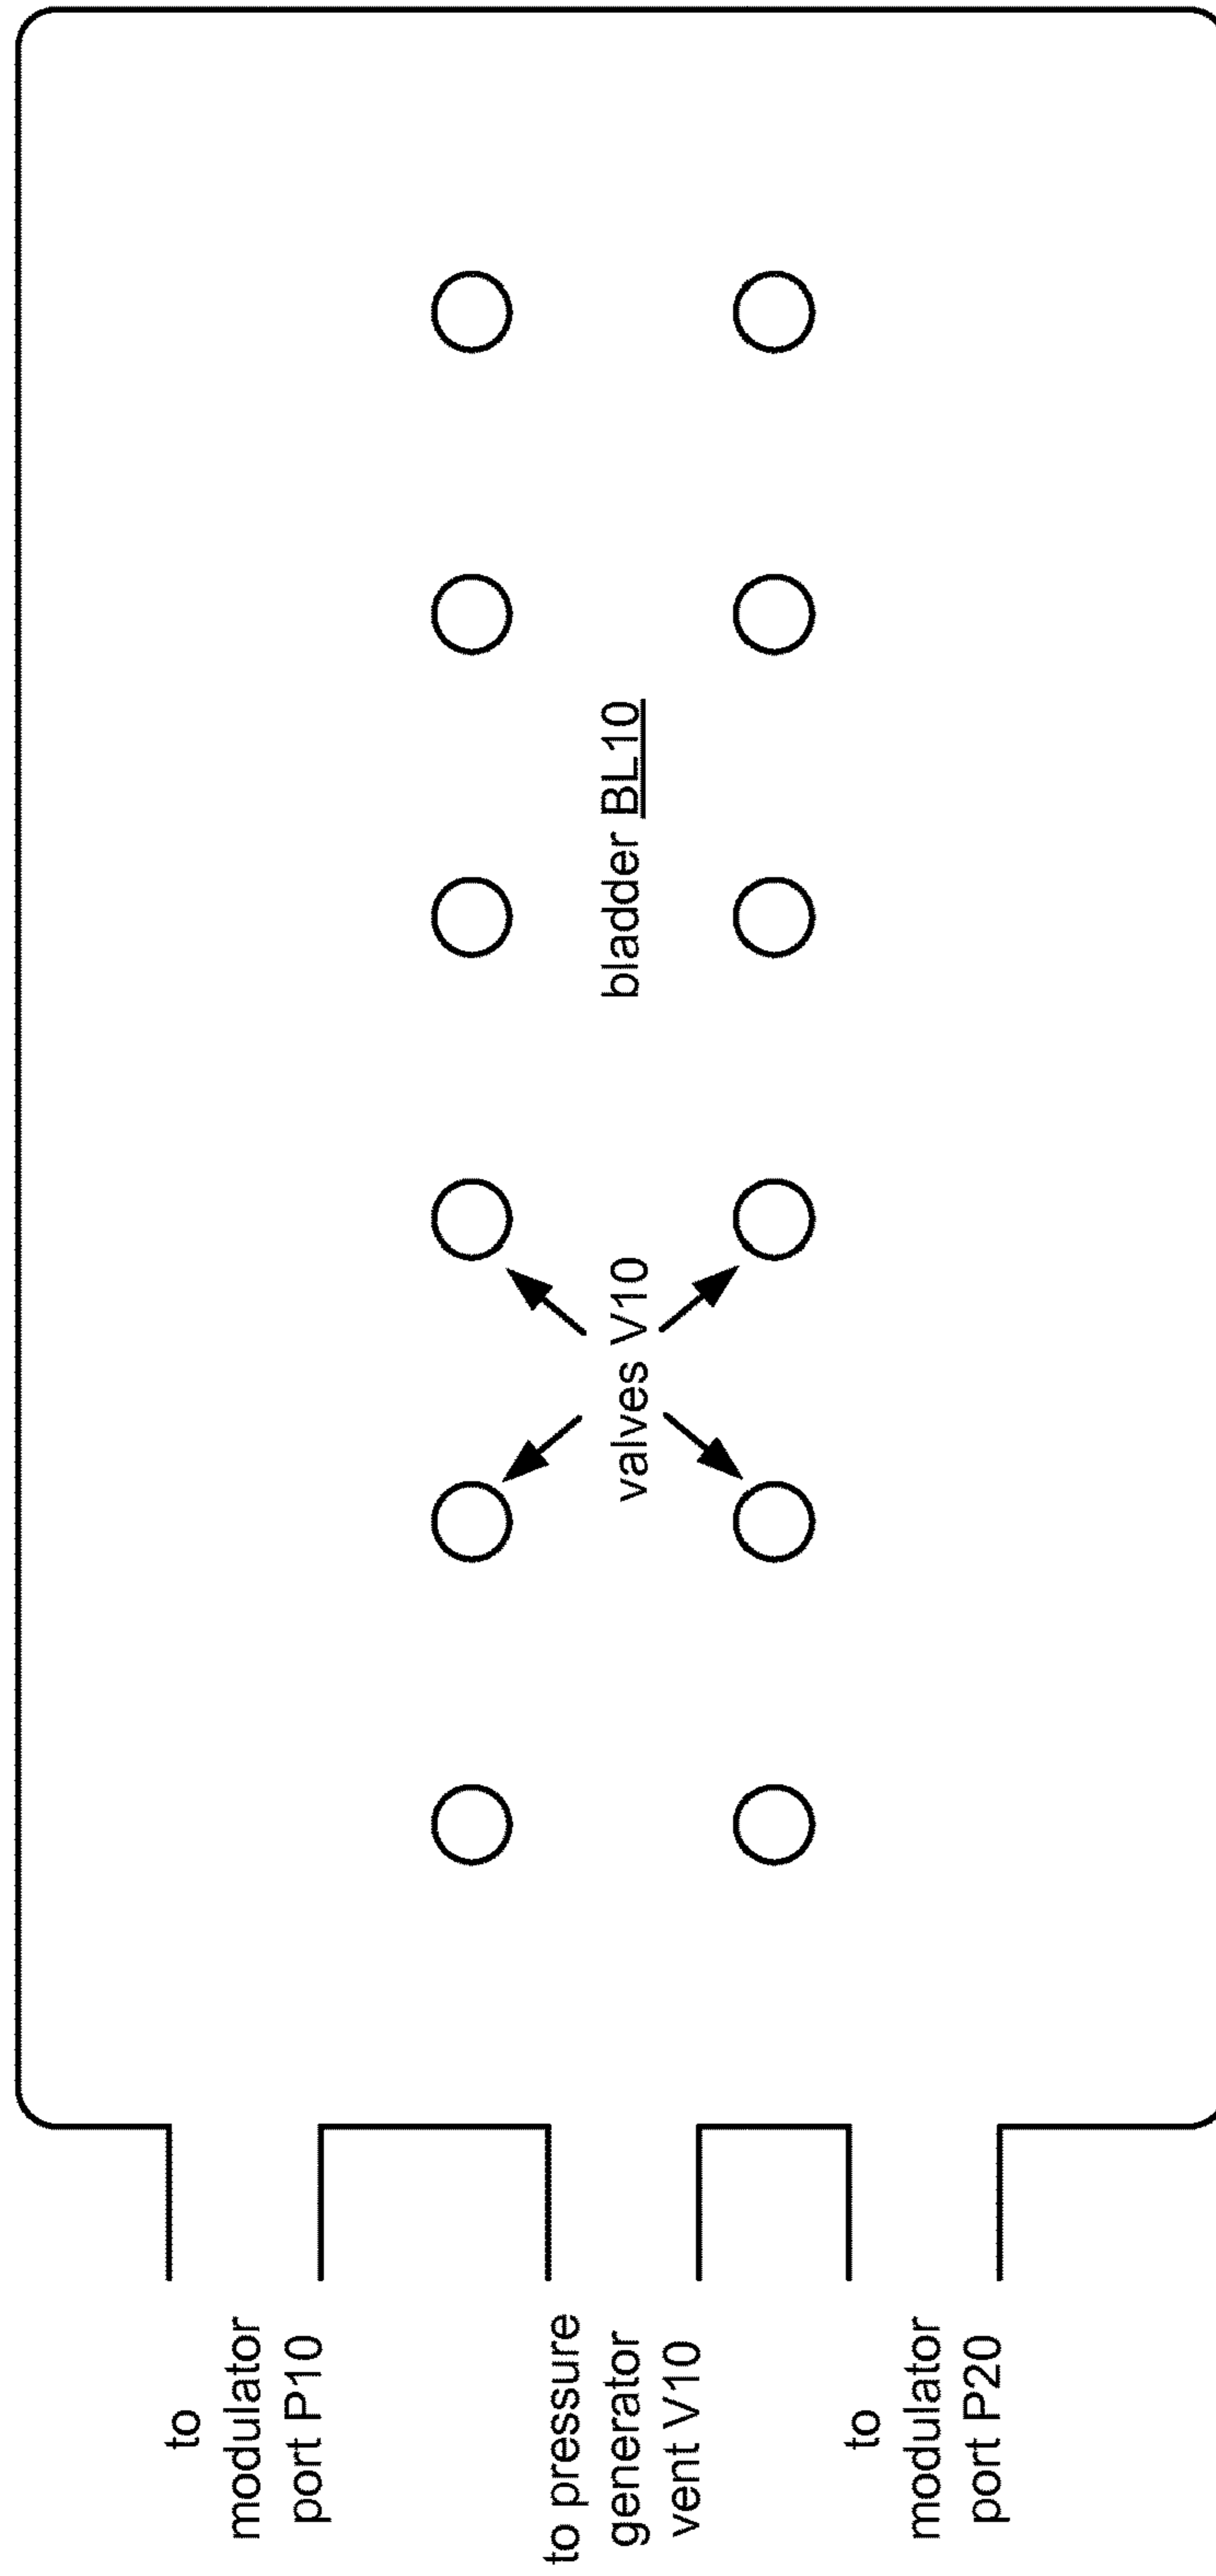 bladder BL10
valves V10
to
modulator
port P10
to pressure
generator
vent V10
to
modulator
port P20